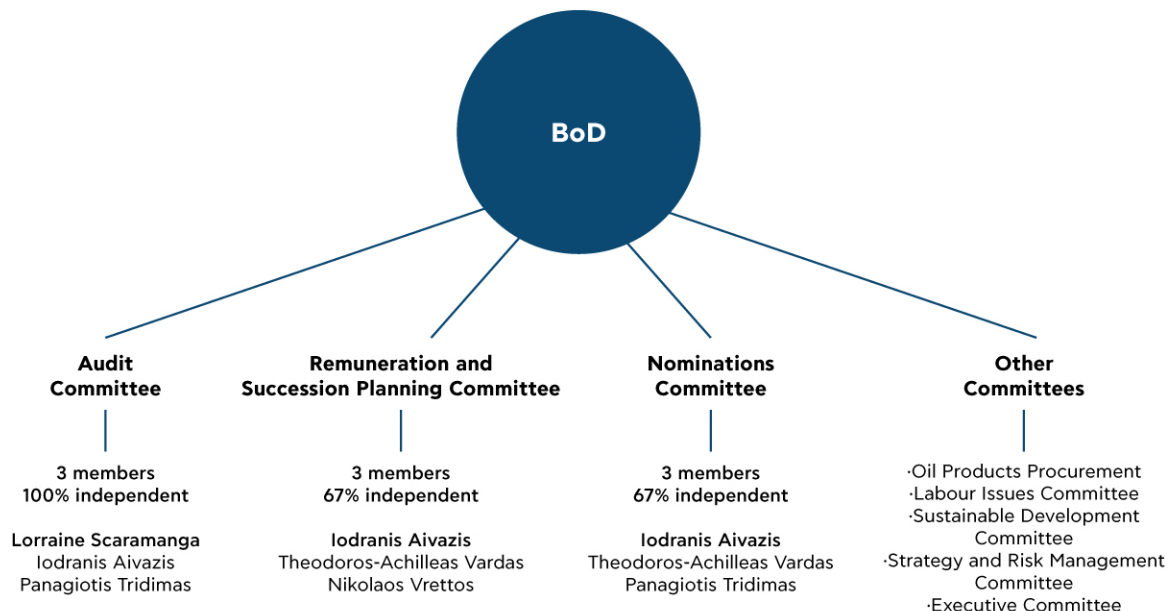 BoD
Audit
Committee
3 members
100% independent
Lorraine Scaramanga
Iodranis Aivazis
Panagiotis Tridimas
Remuneration and
Succession Planning Committee
3 members
67% independent
Iodranis Aivazis
Theodoros-Achilleas Vardas
Nikolaos Vrettos
Nominations
Committee
3 members
67% independent
Iodranis Aivazis
Theodoros-Achilleas Vardas
Panagiotis Tridimas
Other
Committees
·Oil Products Procurement
·Labour Issues Committee
·Sustainable Development
Committee
·Strategy and Risk Management
Committee
·Executive Committee